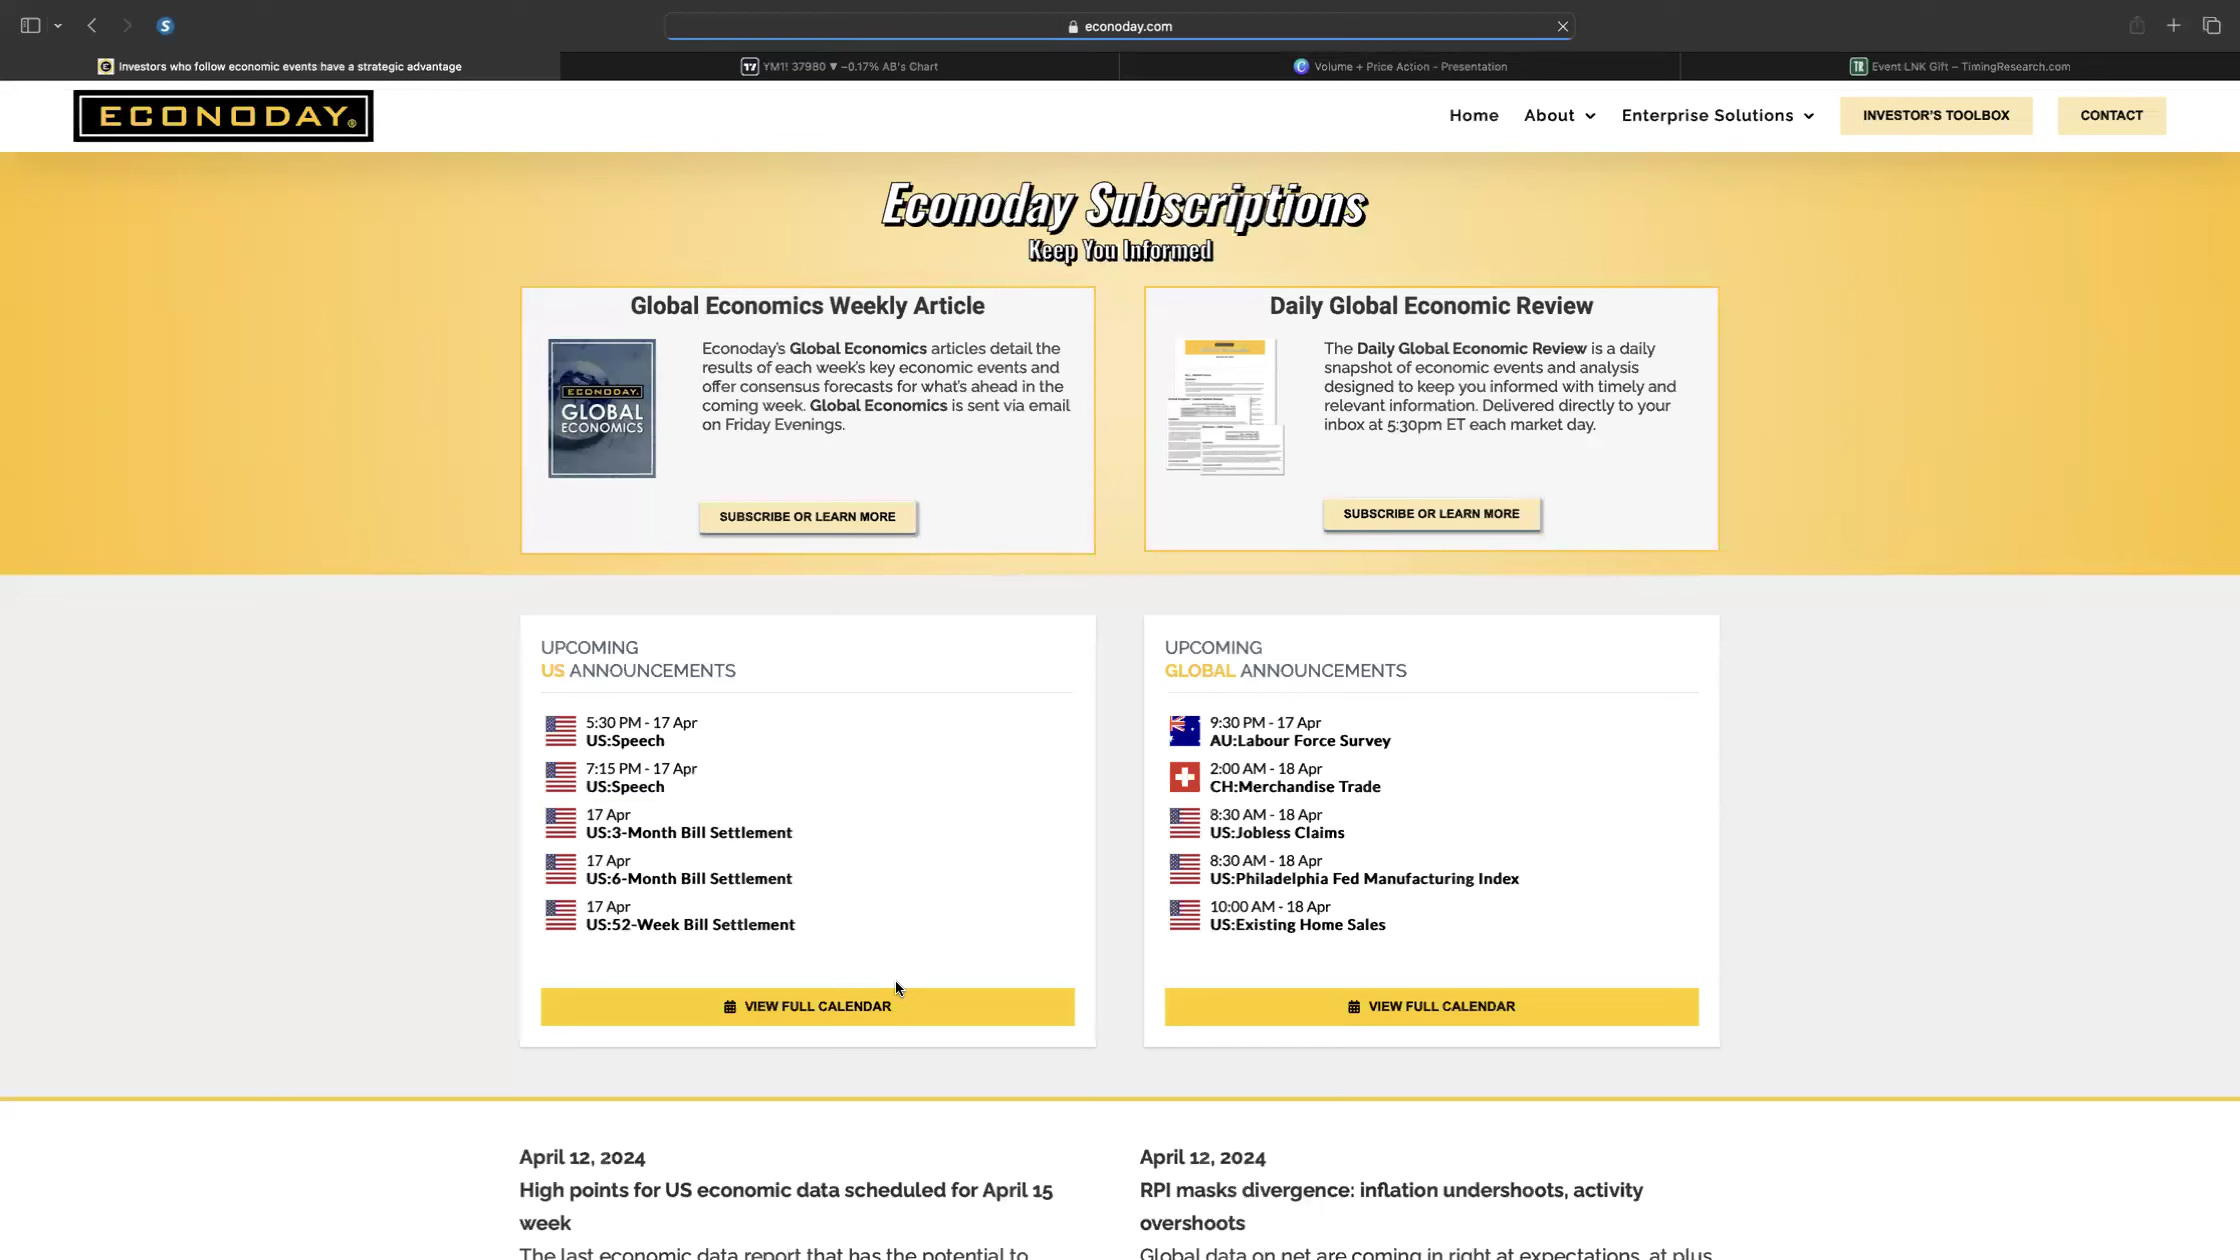 econoday.com
Investors who follow economic events have a strategic advantage
YM1! 37980 ▼ −0.17% AB's Chart
Volume + Price Action - Presentation
TR
Event LNK Gift – TimingResearch.com
ECONODAY®
Home
About
Enterprise Solutions
INVESTOR'S TOOLBOX
CONTACT
Econoday Subscriptions
Keep You Informed
Global Economics Weekly Article
ECONODAY
GLOBAL
ECONOMICS
Econoday's Global Economics articles detail the
results of each week's key economic events and
offer consensus forecasts for what's ahead in the
coming week. Global Economics is sent via email
on Friday Evenings.
SUBSCRIBE OR LEARN MORE
Daily Global Economic Review
The Daily Global Economic Review is a daily
snapshot of economic events and analysis
designed to keep you informed with timely and
relevant information. Delivered directly to your
inbox at 5:30pm ET each market day.
SUBSCRIBE OR LEARN MORE
UPCOMING
US ANNOUNCEMENTS
5:30 PM - 17 Apr
US:Speech
7:15 PM - 17 Apr
US:Speech
17 Apr
US:3-Month Bill Settlement
17 Apr
US:6-Month Bill Settlement
17 Apr
US:52-Week Bill Settlement
VIEW FULL CALENDAR
UPCOMING
GLOBAL ANNOUNCEMENTS
9:30 PM - 17 Apr
AU:Labour Force Survey
2:00 AM - 18 Apr
CH:Merchandise Trade
8:30 AM - 18 Apr
US:Jobless Claims
8:30 AM - 18 Apr
US:Philadelphia Fed Manufacturing Index
10:00 AM - 18 Apr
US:Existing Home Sales
VIEW FULL CALENDAR
April 12, 2024
High points for US economic data scheduled for April 15
week
The last economic data report that has the potential to
April 12, 2024
RPI masks divergence: inflation undershoots, activity
overshoots
Global data on net are coming in right at expectations, at plus